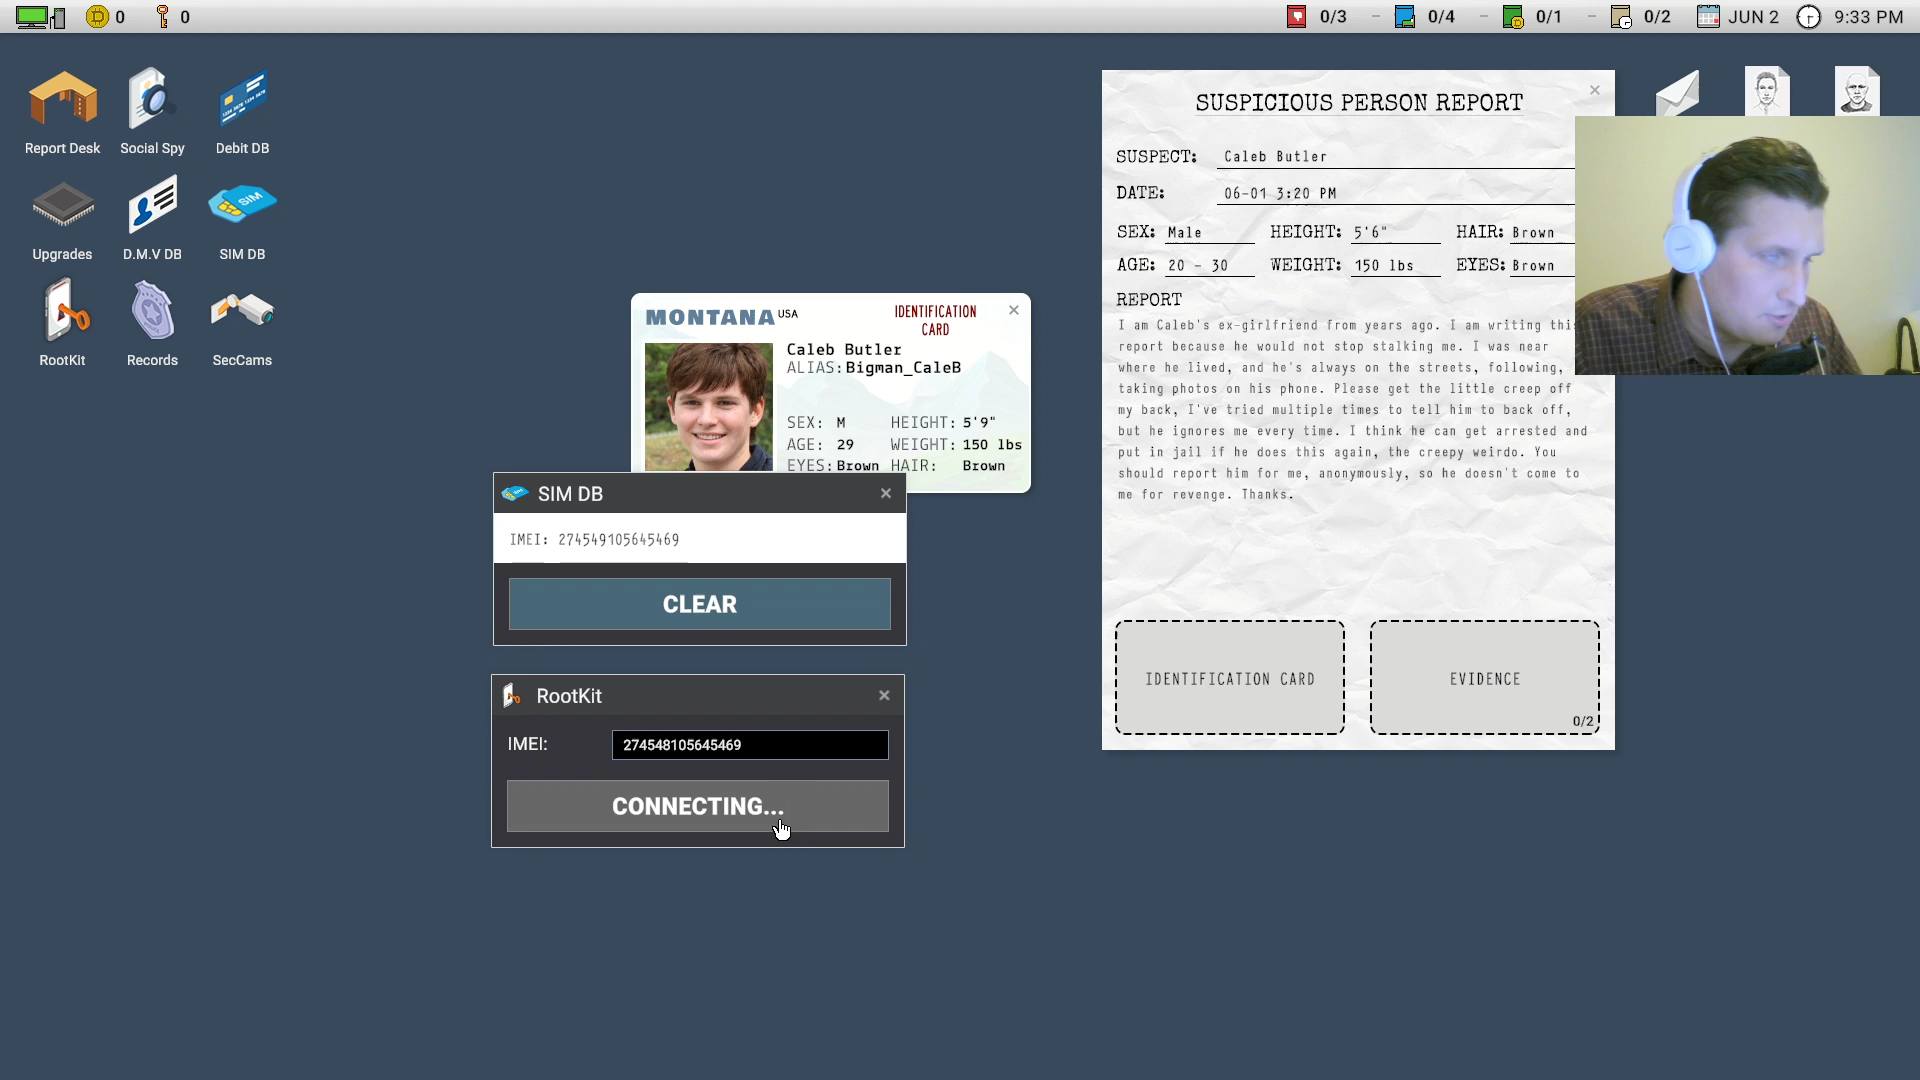 0 0 0/3 0/4 0/1 0/2 JUN 2 9:33 PM
Report Desk Social Spy Debit DB
Upgrades D.M.V DB SIM DB
RootKit Records SecCams
MONTANA USA
IDENTIFICATION
CARD
Caleb Butler
ALIAS: Bigman_CaleB
SEX: M HEIGHT: 5'9"
AGE: 29 WEIGHT: 150 lbs
EYES: Brown HAIR: Brown
SIM DB
IMEI: 274549105645469
CLEAR
RootKit
IMEI: 274548105645469
CONNECTING...
SUSPICIOUS PERSON REPORT
SUSPECT: Caleb Butler
DATE: 06-01 3:20 PM
SEX: Male HEIGHT: 5'6" HAIR: Brown
AGE: 20 - 30 WEIGHT: 150 lbs EYES: Brown
REPORT
I am Caleb's ex-girlfriend from years ago. I am writing this
report because he would not stop stalking me. I was near
where he lived, and he's always on the streets, following,
taking photos on his phone. Please get the little creep off
my back, I've tried multiple times to tell him to back off,
but he ignores me every time. I think he can get arrested and
put in jail if he does this again, the creepy weirdo. You
should report him for me, anonymously, so he doesn't come to
me for revenge. Thanks.
IDENTIFICATION CARD
EVIDENCE
0/2